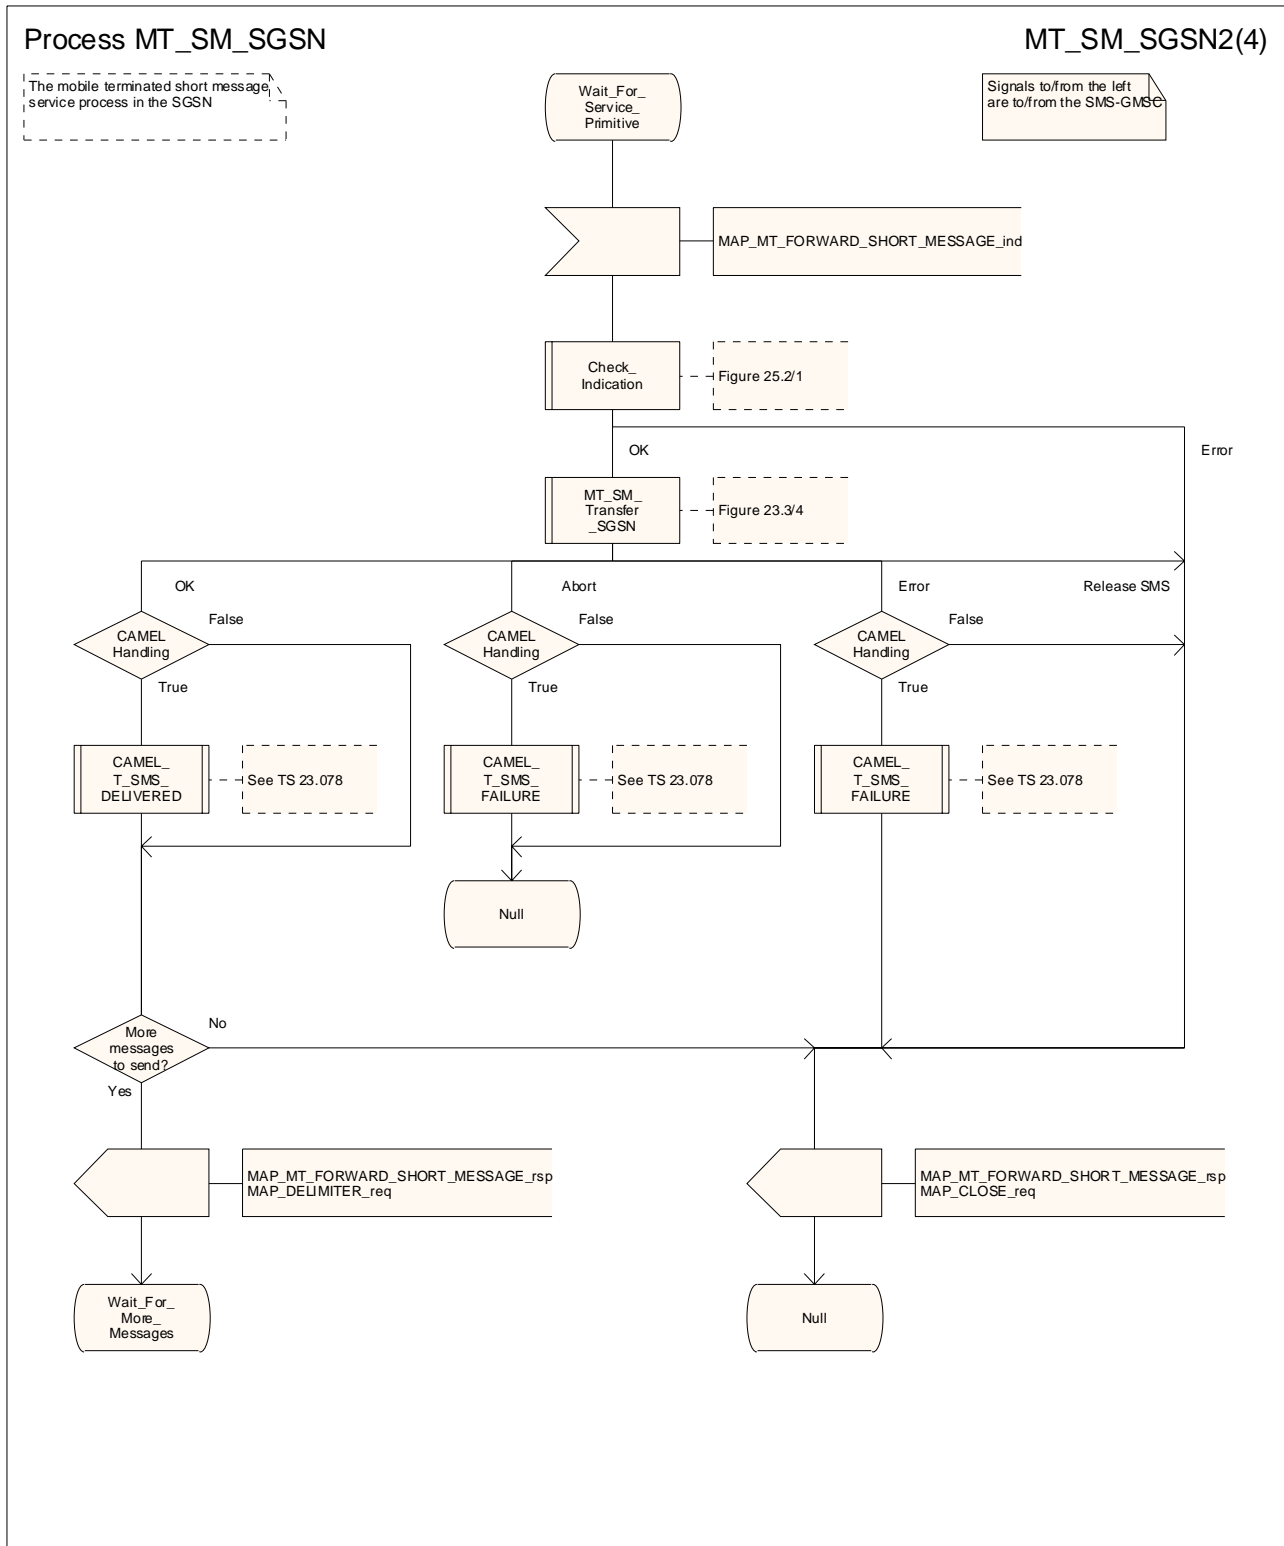 Process MT_SM_SGSN
MT_SM_SGSN2(4)
The mobile terminated short message
service process in the SGSN
Wait_For_
Service_
Primitive
Signals to/from the left
are to/from the SMS-GMSC
MAP_MT_FORWARD_SHORT_MESSAGE_ind
Check_
Indication
Figure 25.2/1
OK
Error
MT_SM_
Transfer
_SGSN
Figure 23.3/4
OK
Abort
Error
Release SMS
CAMEL
Handling
False
True
CAMEL
Handling
False
True
CAMEL
Handling
False
True
CAMEL_
T_SMS_
DELIVERED
See TS 23.078
CAMEL_
T_SMS_
FAILURE
See TS 23.078
CAMEL_
T_SMS_
FAILURE
See TS 23.078
Null
More
messages
to send?
No
Yes
MAP_MT_FORWARD_SHORT_MESSAGE_rsp
MAP_DELIMITER_req
MAP_MT_FORWARD_SHORT_MESSAGE_rsp
MAP_CLOSE_req
Wait_For_
More_
Messages
Null